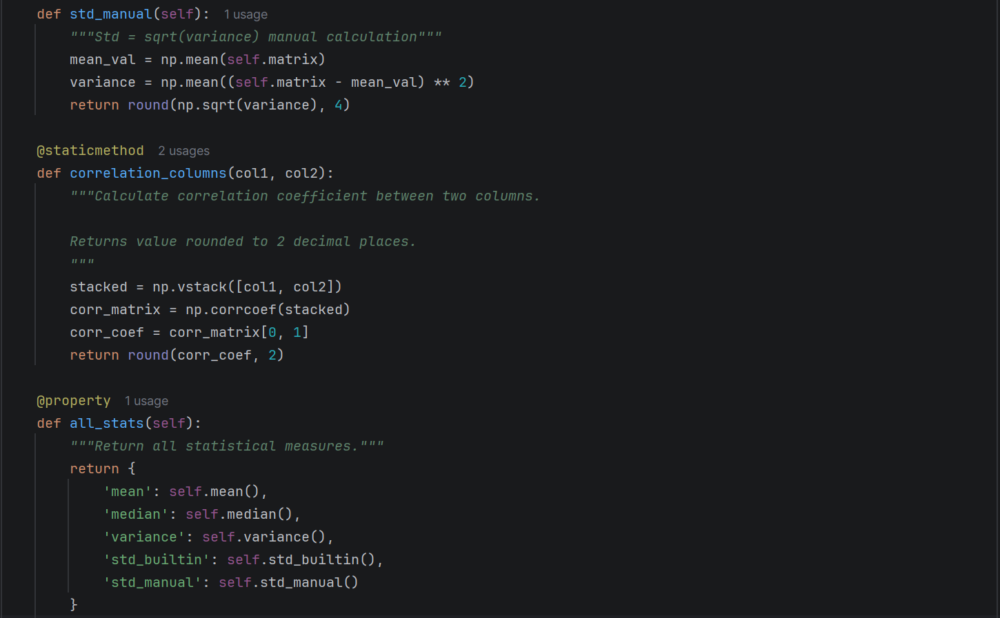 def std_manual(self): 1 usage
"""Std = sqrt(variance) manual calculation"""
mean_val = np.mean(self.matrix)
variance = np.mean((self.matrix - mean_val) ** 2)
return round(np.sqrt(variance), 4)
@staticmethod 2 usages
def correlation_columns(col1, col2):
"""Calculate correlation coefficient between two columns.
Returns value rounded to 2 decimal places.
"""
stacked = np.vstack([col1, col2])
corr_matrix = np.corrcoef(stacked)
corr_coef = corr_matrix[0, 1]
return round(corr_coef, 2)
@property 1 usage
def all_stats(self):
"""Return all statistical measures."""
return {
'mean': self.mean(),
'median': self.median(),
'variance': self.variance(),
'std_builtin': self.std_builtin(),
'std_manual': self.std_manual()
}